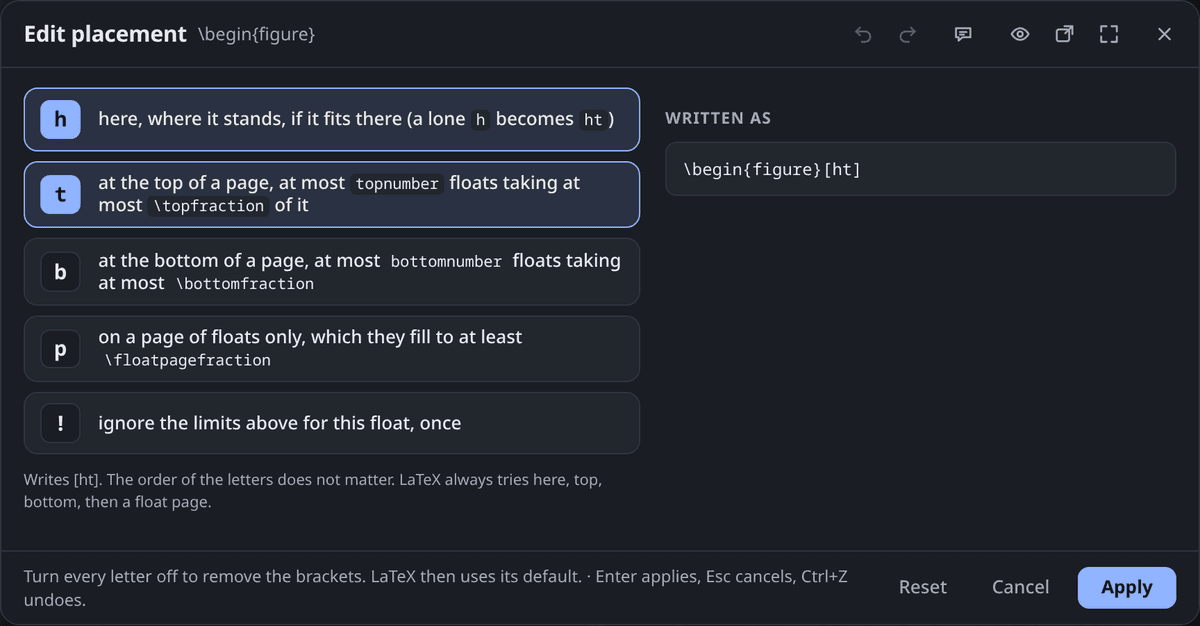 Edit placement \begin{figure}
h here, where it stands, if it fits there (a lone h becomes ht )
t at the top of a page, at most topnumber floats taking at
most \topfraction of it
b at the bottom of a page, at most bottomnumber floats taking
at most \bottomfraction
p on a page of floats only, which they fill to at least
\floatpagefraction
! ignore the limits above for this float, once
Writes [ht]. The order of the letters does not matter. LaTeX always tries here, top,
bottom, then a float page.
WRITTEN AS
\begin{figure}[ht]
Turn every letter off to remove the brackets. LaTeX then uses its default. · Enter applies, Esc cancels, Ctrl+Z
undoes.
Reset Cancel Apply